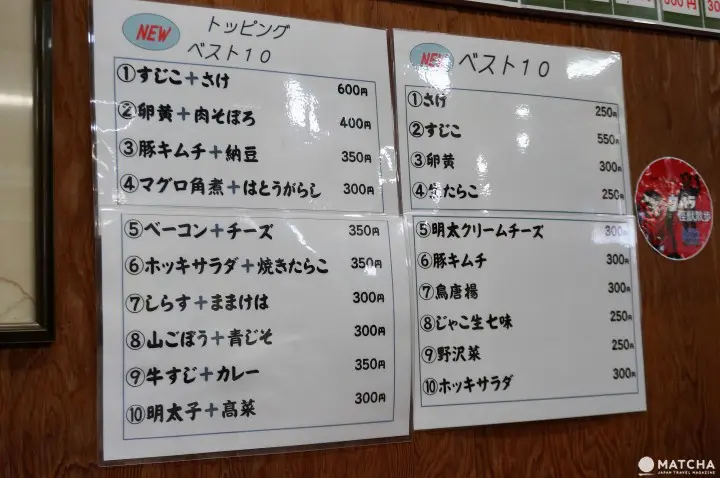 NEW
トッピング
ベスト10
①すじこ+さけ 600円
②卵黄+肉そぼろ 400円
③豚キムチ+納豆 350円
④マグロ角煮+はとうがらし 300円
⑤ベーコン+チーズ 350円
⑥ホッキサラダ+焼きたらこ 350円
⑦しらす+ままけは 300円
⑧山ごぼう+青じそ 300円
⑨牛すじ+カレー 350円
⑩明太子+高菜 300円
NEW
ベスト10
①さけ 250円
②すじこ 550円
③卵黄 300円
④生たらこ 250円
⑤明太クリームチーズ 300円
⑥豚キムチ 300円
⑦鳥唐揚 300円
⑧じゃこ生七味 250円
⑨野沢菜 250円
⑩ホッキサラダ 300円
MATCHA
JAPAN TRAVEL MAGAZINE